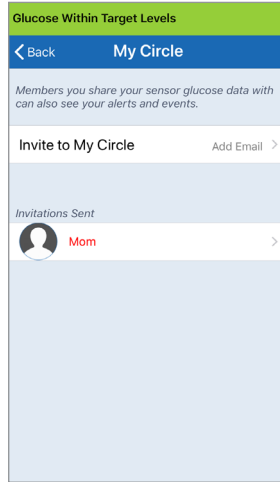 Glucose Within Target Levels
Back My Circle
Members you share your sensor glucose data with
can also see your alerts and events.
Invite to My Circle Add Email
Invitations Sent
Mom